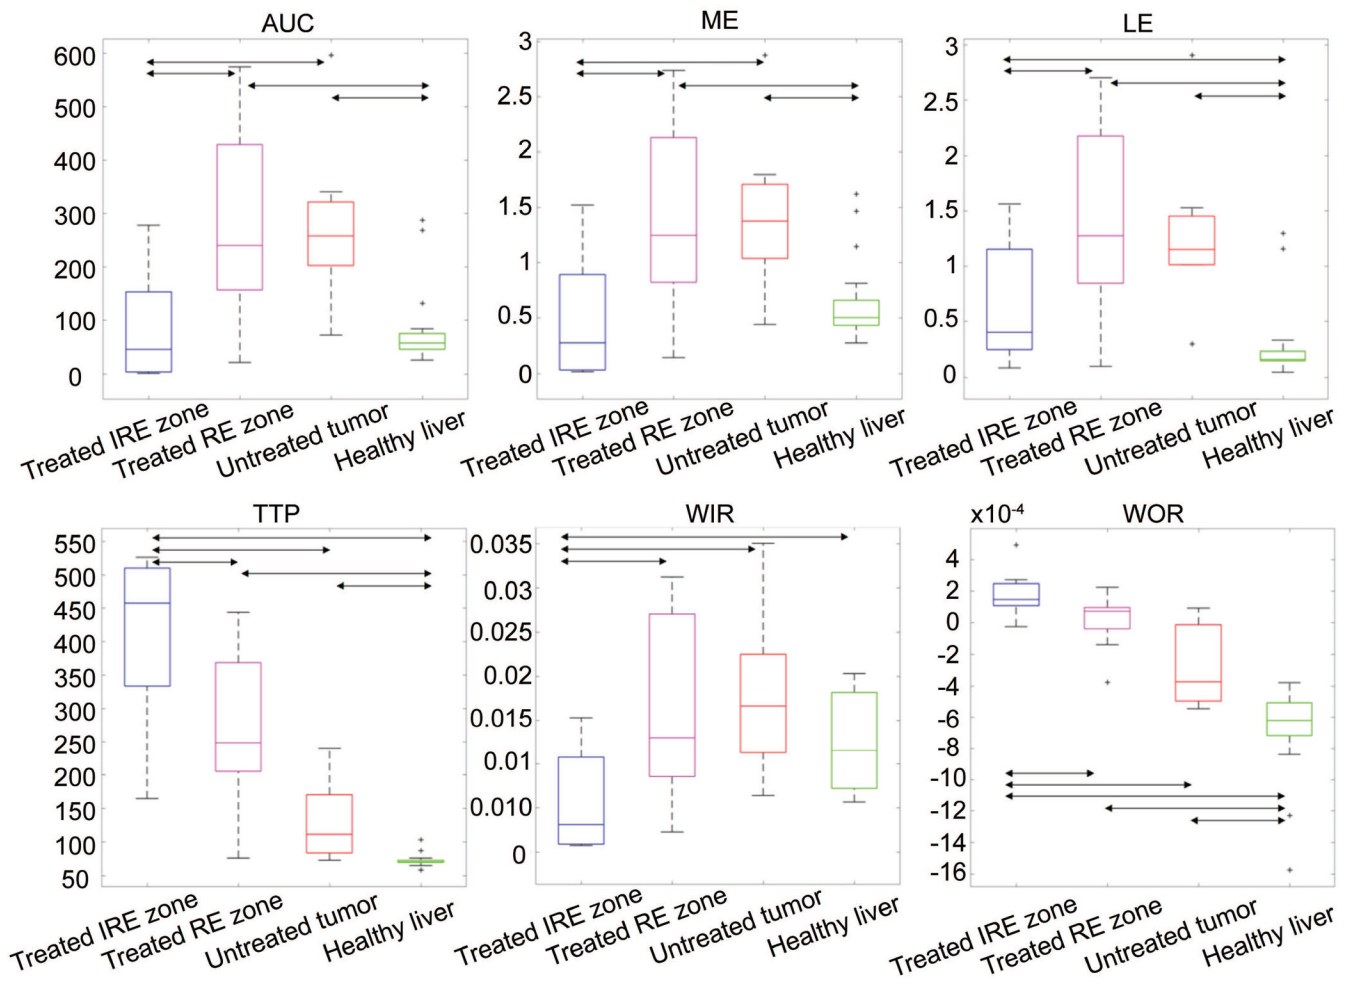 AUC
600
500
400
300
200
100
0
Treated IRE zone
Treated RE zone
Untreated tumor
Healthy liver
ME
3
2.5
2
1.5
1
0.5
0
Treated IRE zone
Treated RE zone
Untreated tumor
Healthy liver
LE
3
2.5
2
1.5
1
0.5
0
Treated IRE zone
Treated RE zone
Untreated tumor
Healthy liver
TTP
550
500
450
400
350
300
250
200
150
100
50
Treated IRE zone
Treated RE zone
Untreated tumor
Healthy liver
WIR
0.035
0.03
0.025
0.02
0.015
0.01
0.010
0
Treated IRE zone
Treated RE zone
Untreated tumor
Healthy liver
x10-4
WOR
4
2
0
-2
-4
-6
-8
-10
-12
-14
-16
Treated IRE zone
Treated RE zone
Untreated tumor
Healthy liver